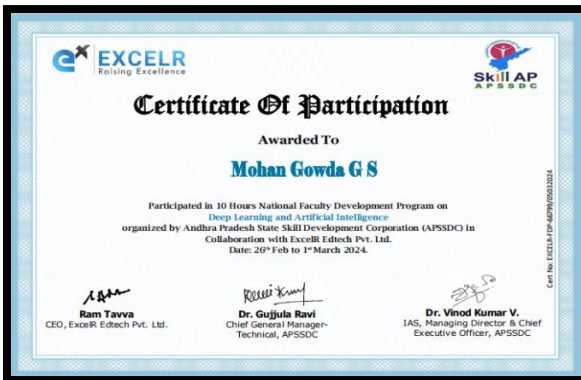 EXCELR
Raising Excellence
Skill AP
APSSDC
Certificate Of Participation
Awarded To
Mohan Gowda G S
Participated in 10 Hours National Faculty Development Program on
Deep Learning and Artificial Intelligence
organized by Andhra Pradesh State Skill Development Corporation (APSSDC) in
Collaboration with ExcelR Edtech Pvt. Ltd.
Date: 26th Feb to 1st March 2024.
Cert No: EXCELR-FDP-66799/05032024
Ram Tavva
CEO, ExcelR Edtech Pvt. Ltd.
Dr. Gujjula Ravi
Chief General Manager-
Technical, APSSDC
Dr. Vinod Kumar V.
IAS, Managing Director & Chief
Executive Officer, APSSDC